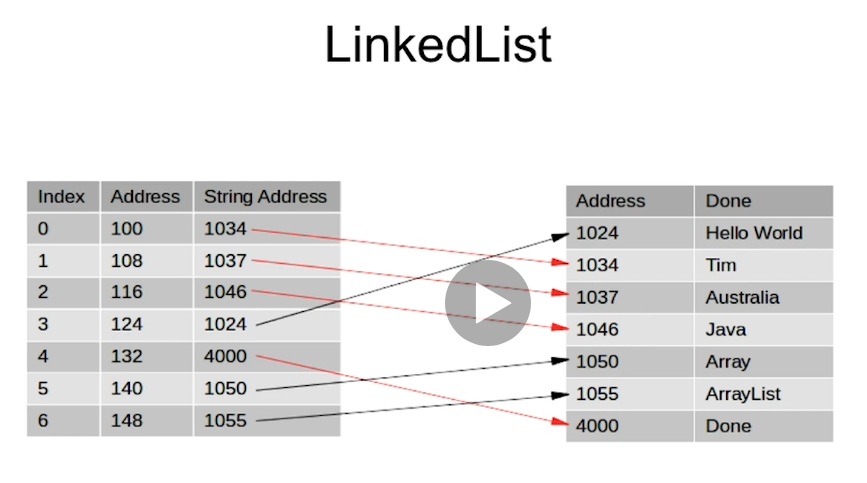 LinkedList
Index Address String Address
0 100 1034
1 108 1037
2 116 1046
3 124 1024
4 132 4000
5 140 1050
6 148 1055
Address Done
1024 Hello World
1034 Tim
1037 Australia
1046 Java
1050 Array
1055 ArrayList
4000 Done